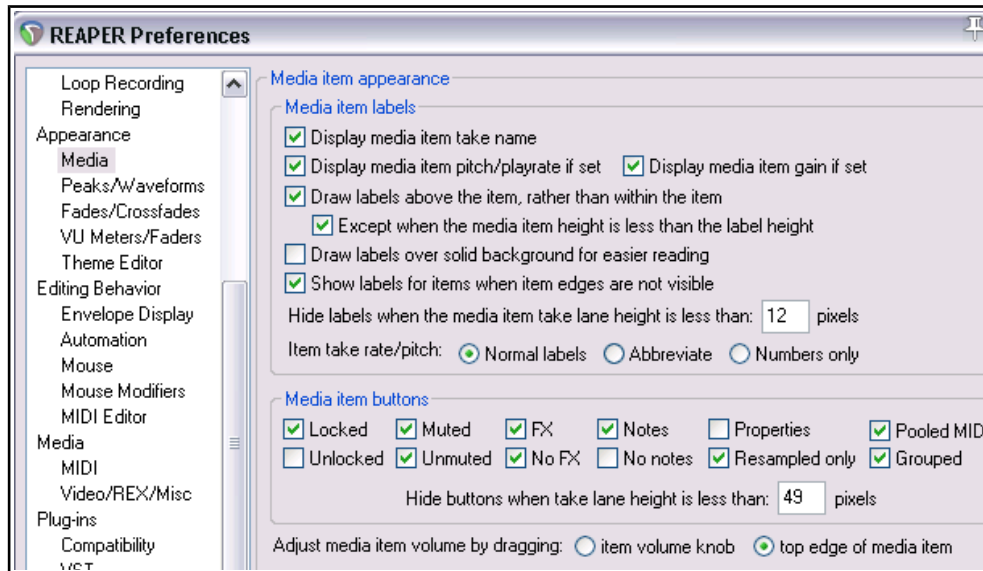 REAPER Preferences
Loop Recording
Rendering
Appearance
Media
Peaks/Waveforms
Fades/Crossfades
VU Meters/Faders
Theme Editor
Editing Behavior
Envelope Display
Automation
Mouse
Mouse Modifiers
MIDI Editor
Media
MIDI
Video/REX/Misc
Plug-ins
Compatibility
VST
Media item appearance
Media item labels
Display media item take name
Display media item pitch/playrate if set Display media item gain if set
Draw labels above the item, rather than within the item
Except when the media item height is less than the label height
Draw labels over solid background for easier reading
Show labels for items when item edges are not visible
Hide labels when the media item take lane height is less than: 12 pixels
Item take rate/pitch: Normal labels Abbreviate Numbers only
Media item buttons
Locked Muted FX Notes Properties Pooled MID
Unlocked Unmuted No FX No notes Resampled only Grouped
Hide buttons when take lane height is less than: 49 pixels
Adjust media item volume by dragging: item volume knob top edge of media item